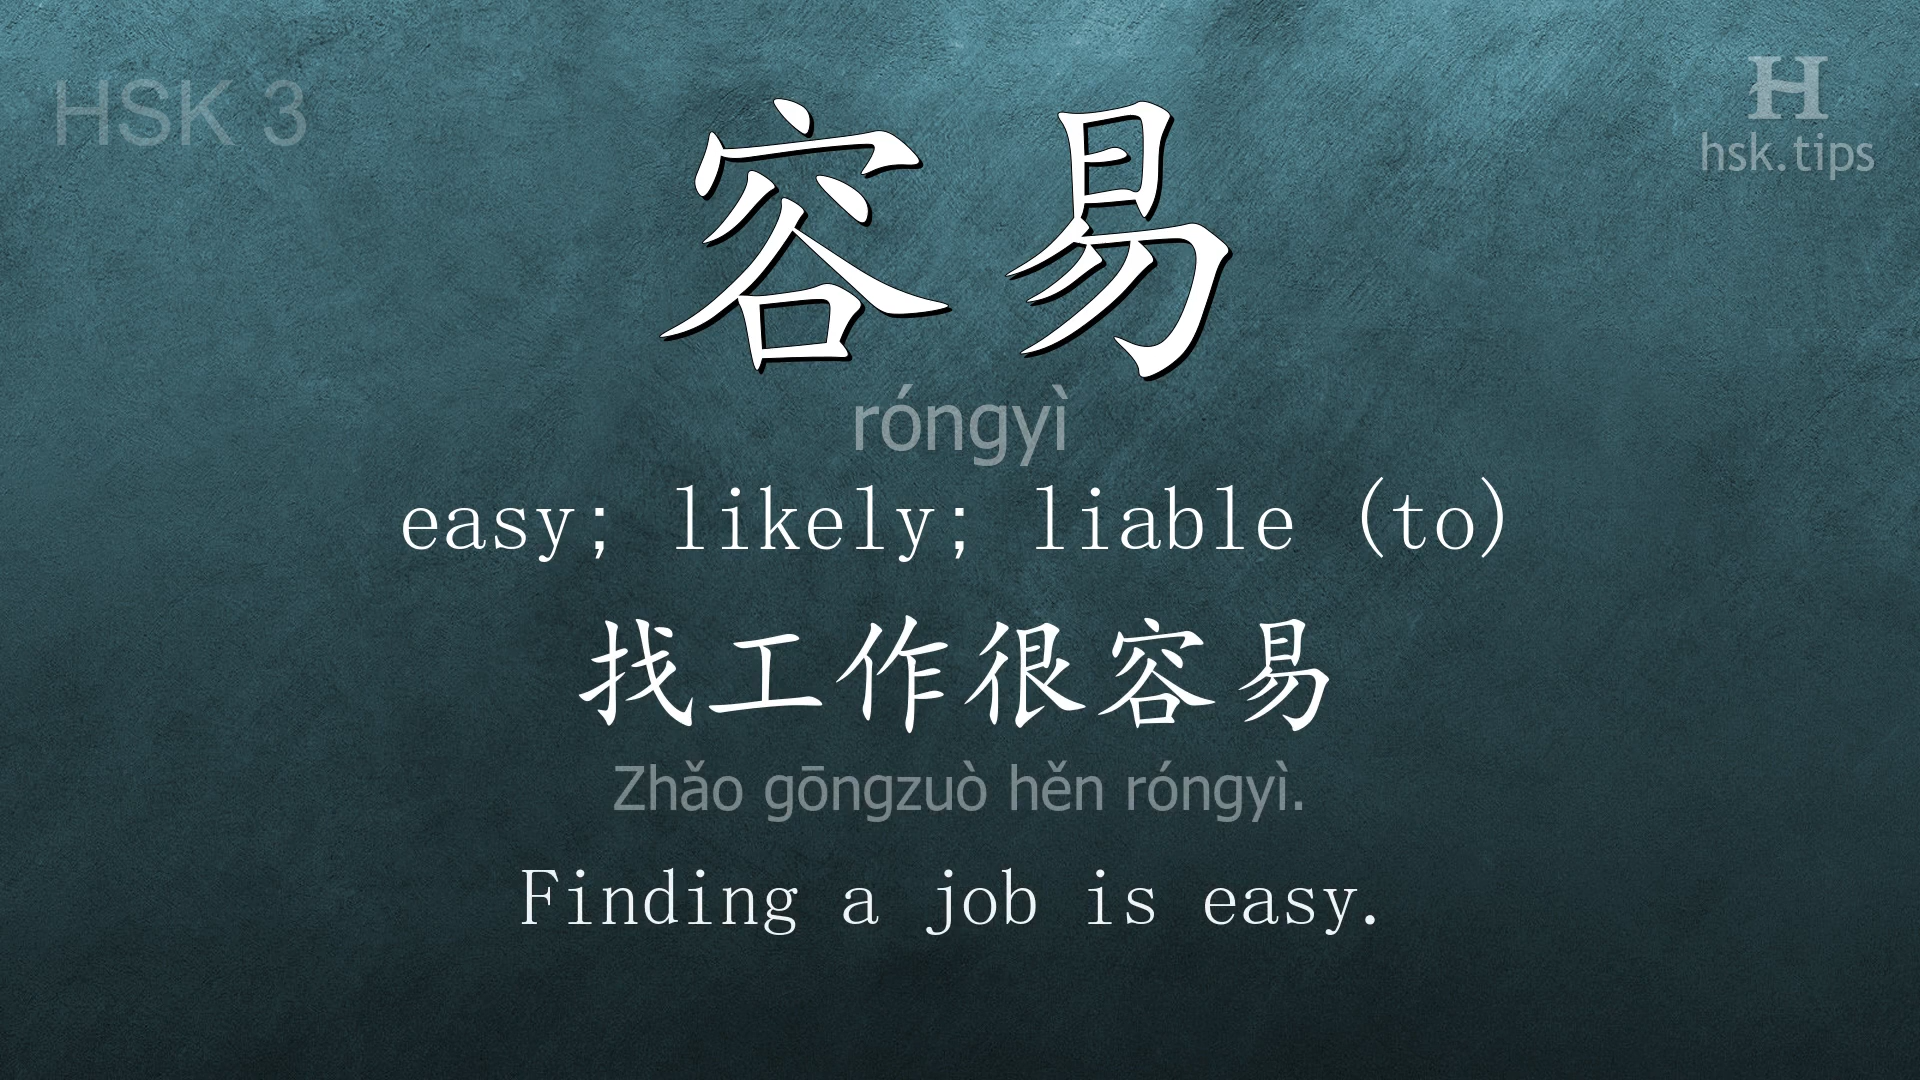 HSK 3
H
hsk.tips
容易
róngyì
easy; likely; liable (to)
找工作很容易
Zhǎo gōngzuò hěn róngyì.
Finding a job is easy.